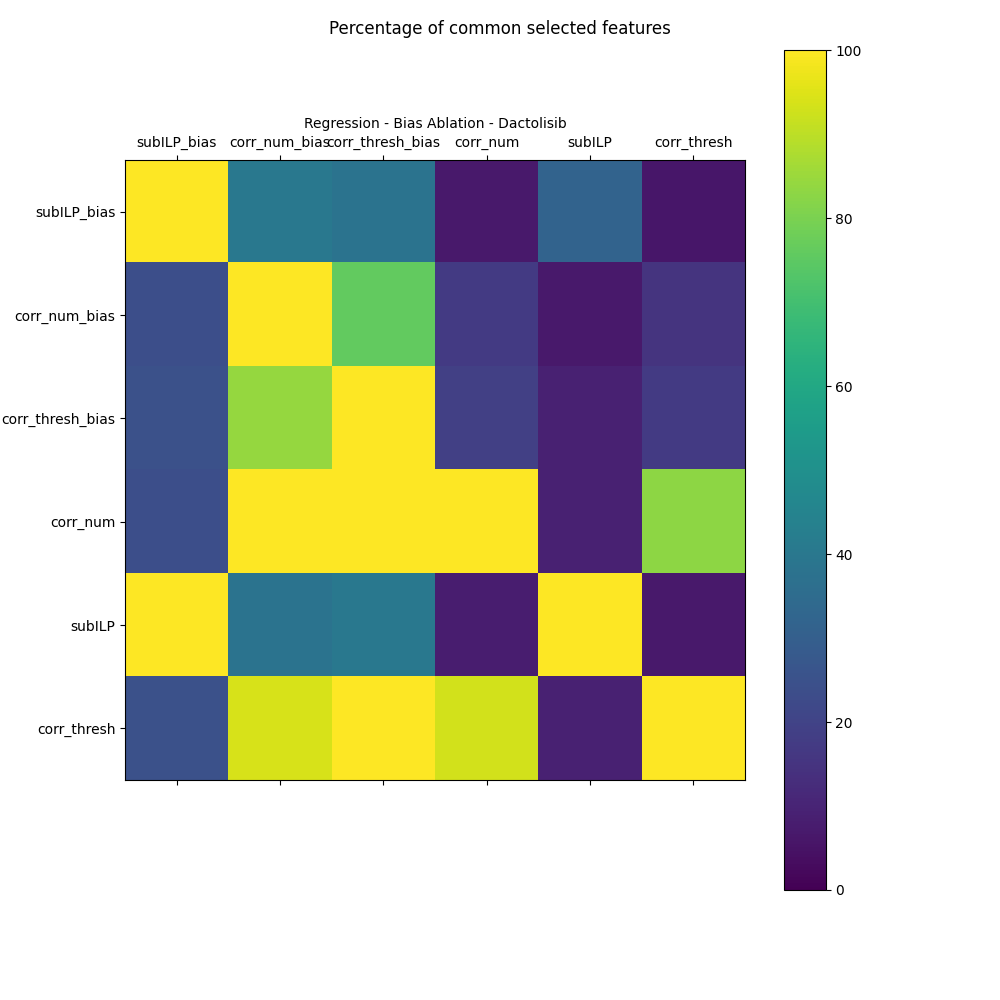 Percentage of common selected features
Regression - Bias Ablation - Dactolisib
subILP_bias corr_num_bias corr_thresh_bias corr_num subILP corr_thresh
subILP_bias
corr_num_bias
corr_thresh_bias
corr_num
subILP
corr_thresh
100
80
60
40
20
0